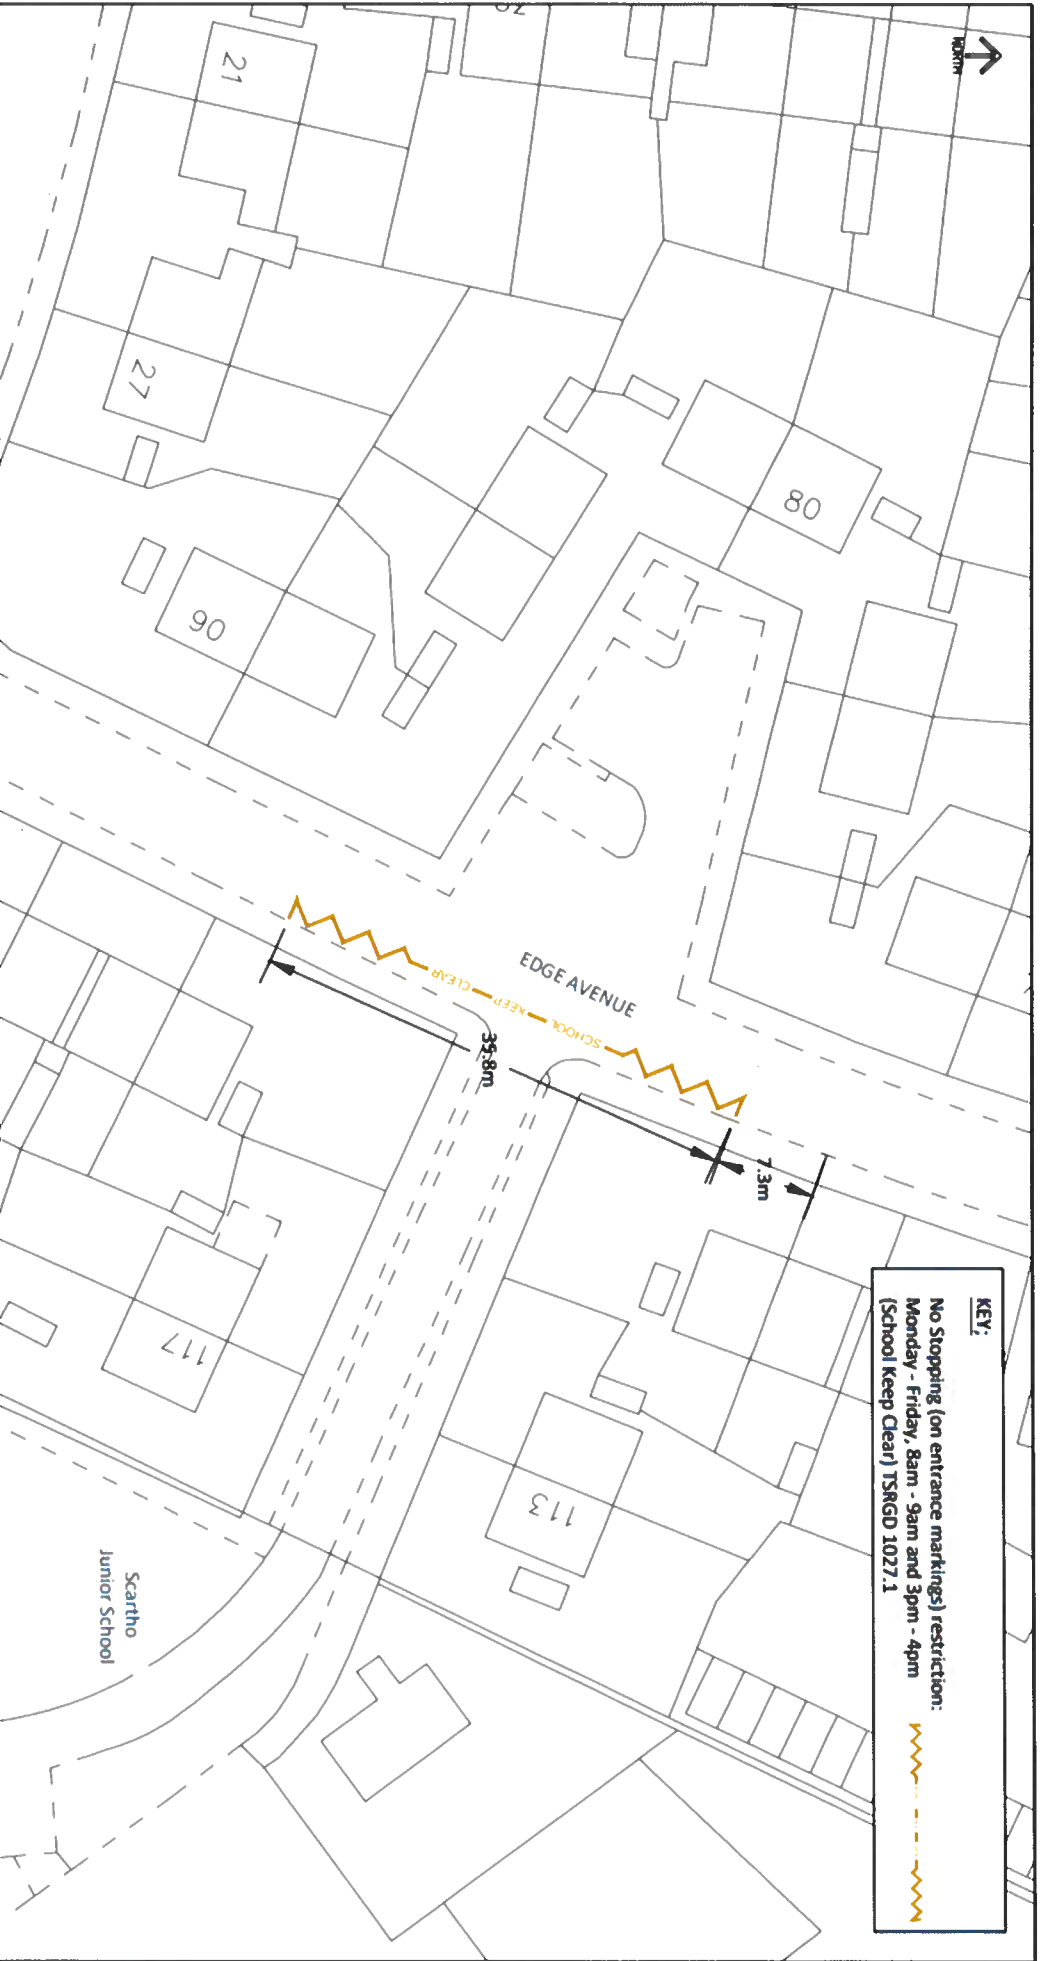 NORTH
21
27
80
90
EDGE AVENUE
SCHOOL KEEP CLEAR
39.8m
7.3m
113
117
Scartho
Junior School
KEY:
No Stopping (on entrance markings) restriction:
Monday - Friday, 8am - 9am and 3pm - 4pm
(School Keep Clear) TSRGD 1027.1